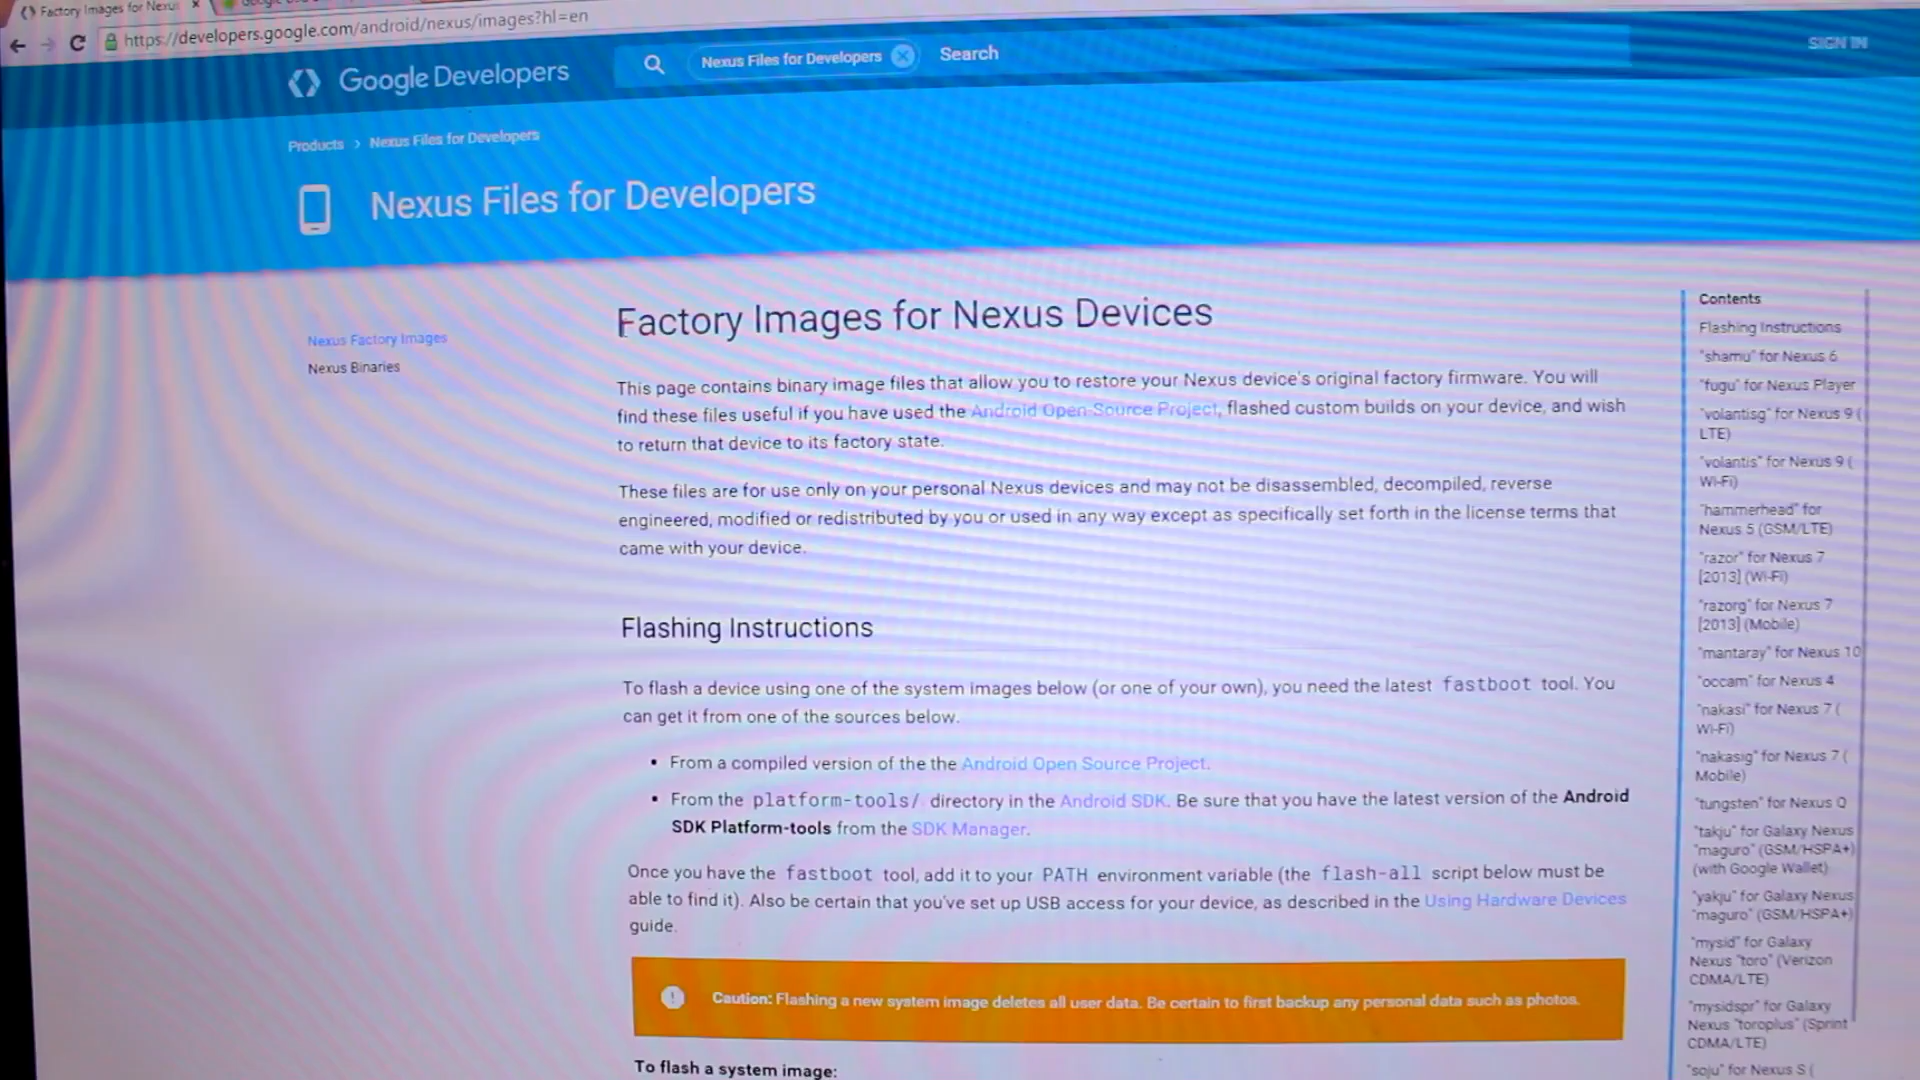 Factory Images for Nexus
https://developers.google.com/android/nexus/images?hl=en
Google Developers
Nexus Files for Developers
Search
SIGN IN
Products > Nexus Files for Developers
Nexus Files for Developers
Nexus Factory Images
Nexus Binaries
Factory Images for Nexus Devices
This page contains binary image files that allow you to restore your Nexus device's original factory firmware. You will
find these files useful if you have used the Android Open-Source Project, flashed custom builds on your device, and wish
to return that device to its factory state.
These files are for use only on your personal Nexus devices and may not be disassembled, decompiled, reverse
engineered, modified or redistributed by you or used in any way except as specifically set forth in the license terms that
came with your device.
Flashing Instructions
To flash a device using one of the system images below (or one of your own), you need the latest fastboot tool. You
can get it from one of the sources below.
• From a compiled version of the the Android Open Source Project.
• From the platform-tools/ directory in the Android SDK. Be sure that you have the latest version of the Android
SDK Platform-tools from the SDK Manager.
Once you have the fastboot tool, add it to your PATH environment variable (the flash-all script below must be
able to find it). Also be certain that you've set up USB access for your device, as described in the Using Hardware Devices
guide.
Caution: Flashing a new system image deletes all user data. Be certain to first backup any personal data such as photos.
To flash a system image:
Contents
Flashing Instructions
"shamu" for Nexus 6
"fugu" for Nexus Player
"volantisg" for Nexus 9 (
LTE)
"volantis" for Nexus 9 (
Wi-Fi)
"hammerhead" for
Nexus 5 (GSM/LTE)
"razor" for Nexus 7
[2013] (Wi-Fi)
"razorg" for Nexus 7
[2013] (Mobile)
"mantaray" for Nexus 10
"occam" for Nexus 4
"nakasi" for Nexus 7 (
Wi-Fi)
"nakasig" for Nexus 7 (
Mobile)
"tungsten" for Nexus Q
"takju" for Galaxy Nexus
"maguro" (GSM/HSPA+)
(with Google Wallet)
"yakju" for Galaxy Nexus
"maguro" (GSM/HSPA+)
"mysid" for Galaxy
Nexus "toro" (Verizon
CDMA/LTE)
"mysidspr" for Galaxy
Nexus "toroplus" (Sprint
CDMA/LTE)
"soju" for Nexus S (